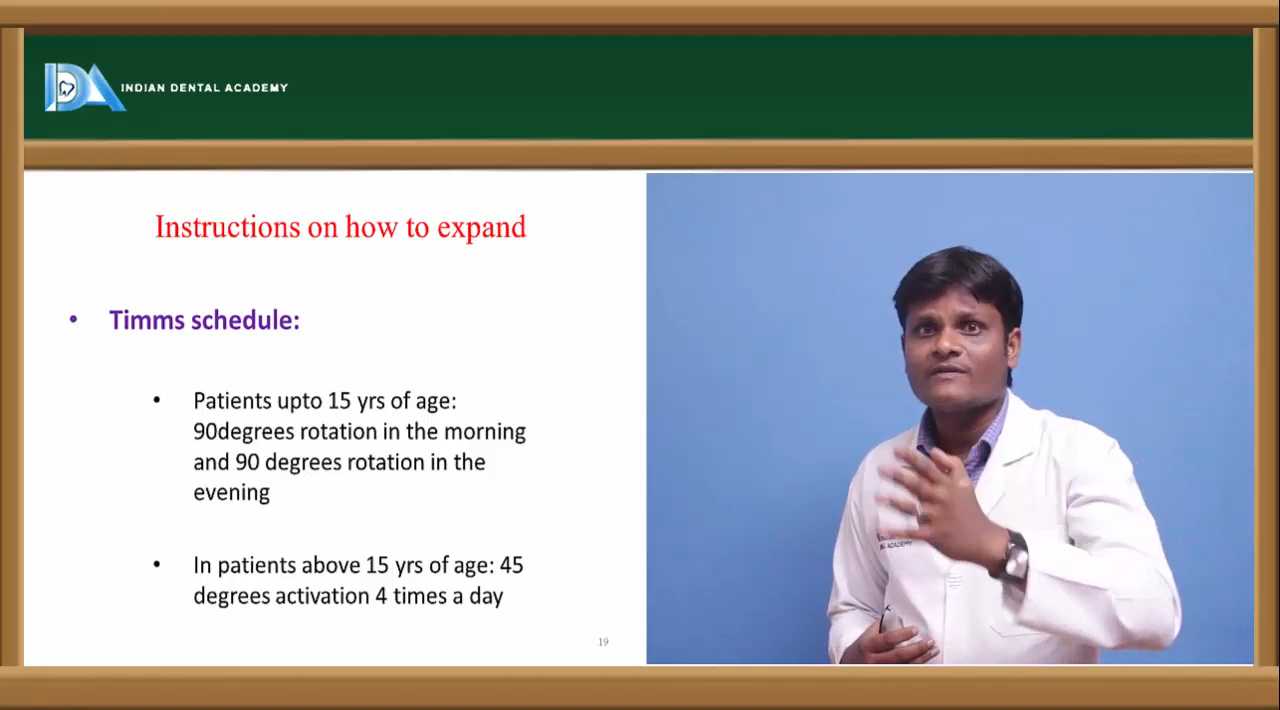 INDIAN DENTAL ACADEMY
Instructions on how to expand
• Timms schedule:
• Patients upto 15 yrs of age:
90degrees rotation in the morning
and 90 degrees rotation in the
evening
• In patients above 15 yrs of age: 45
degrees activation 4 times a day
19
ACADEMY